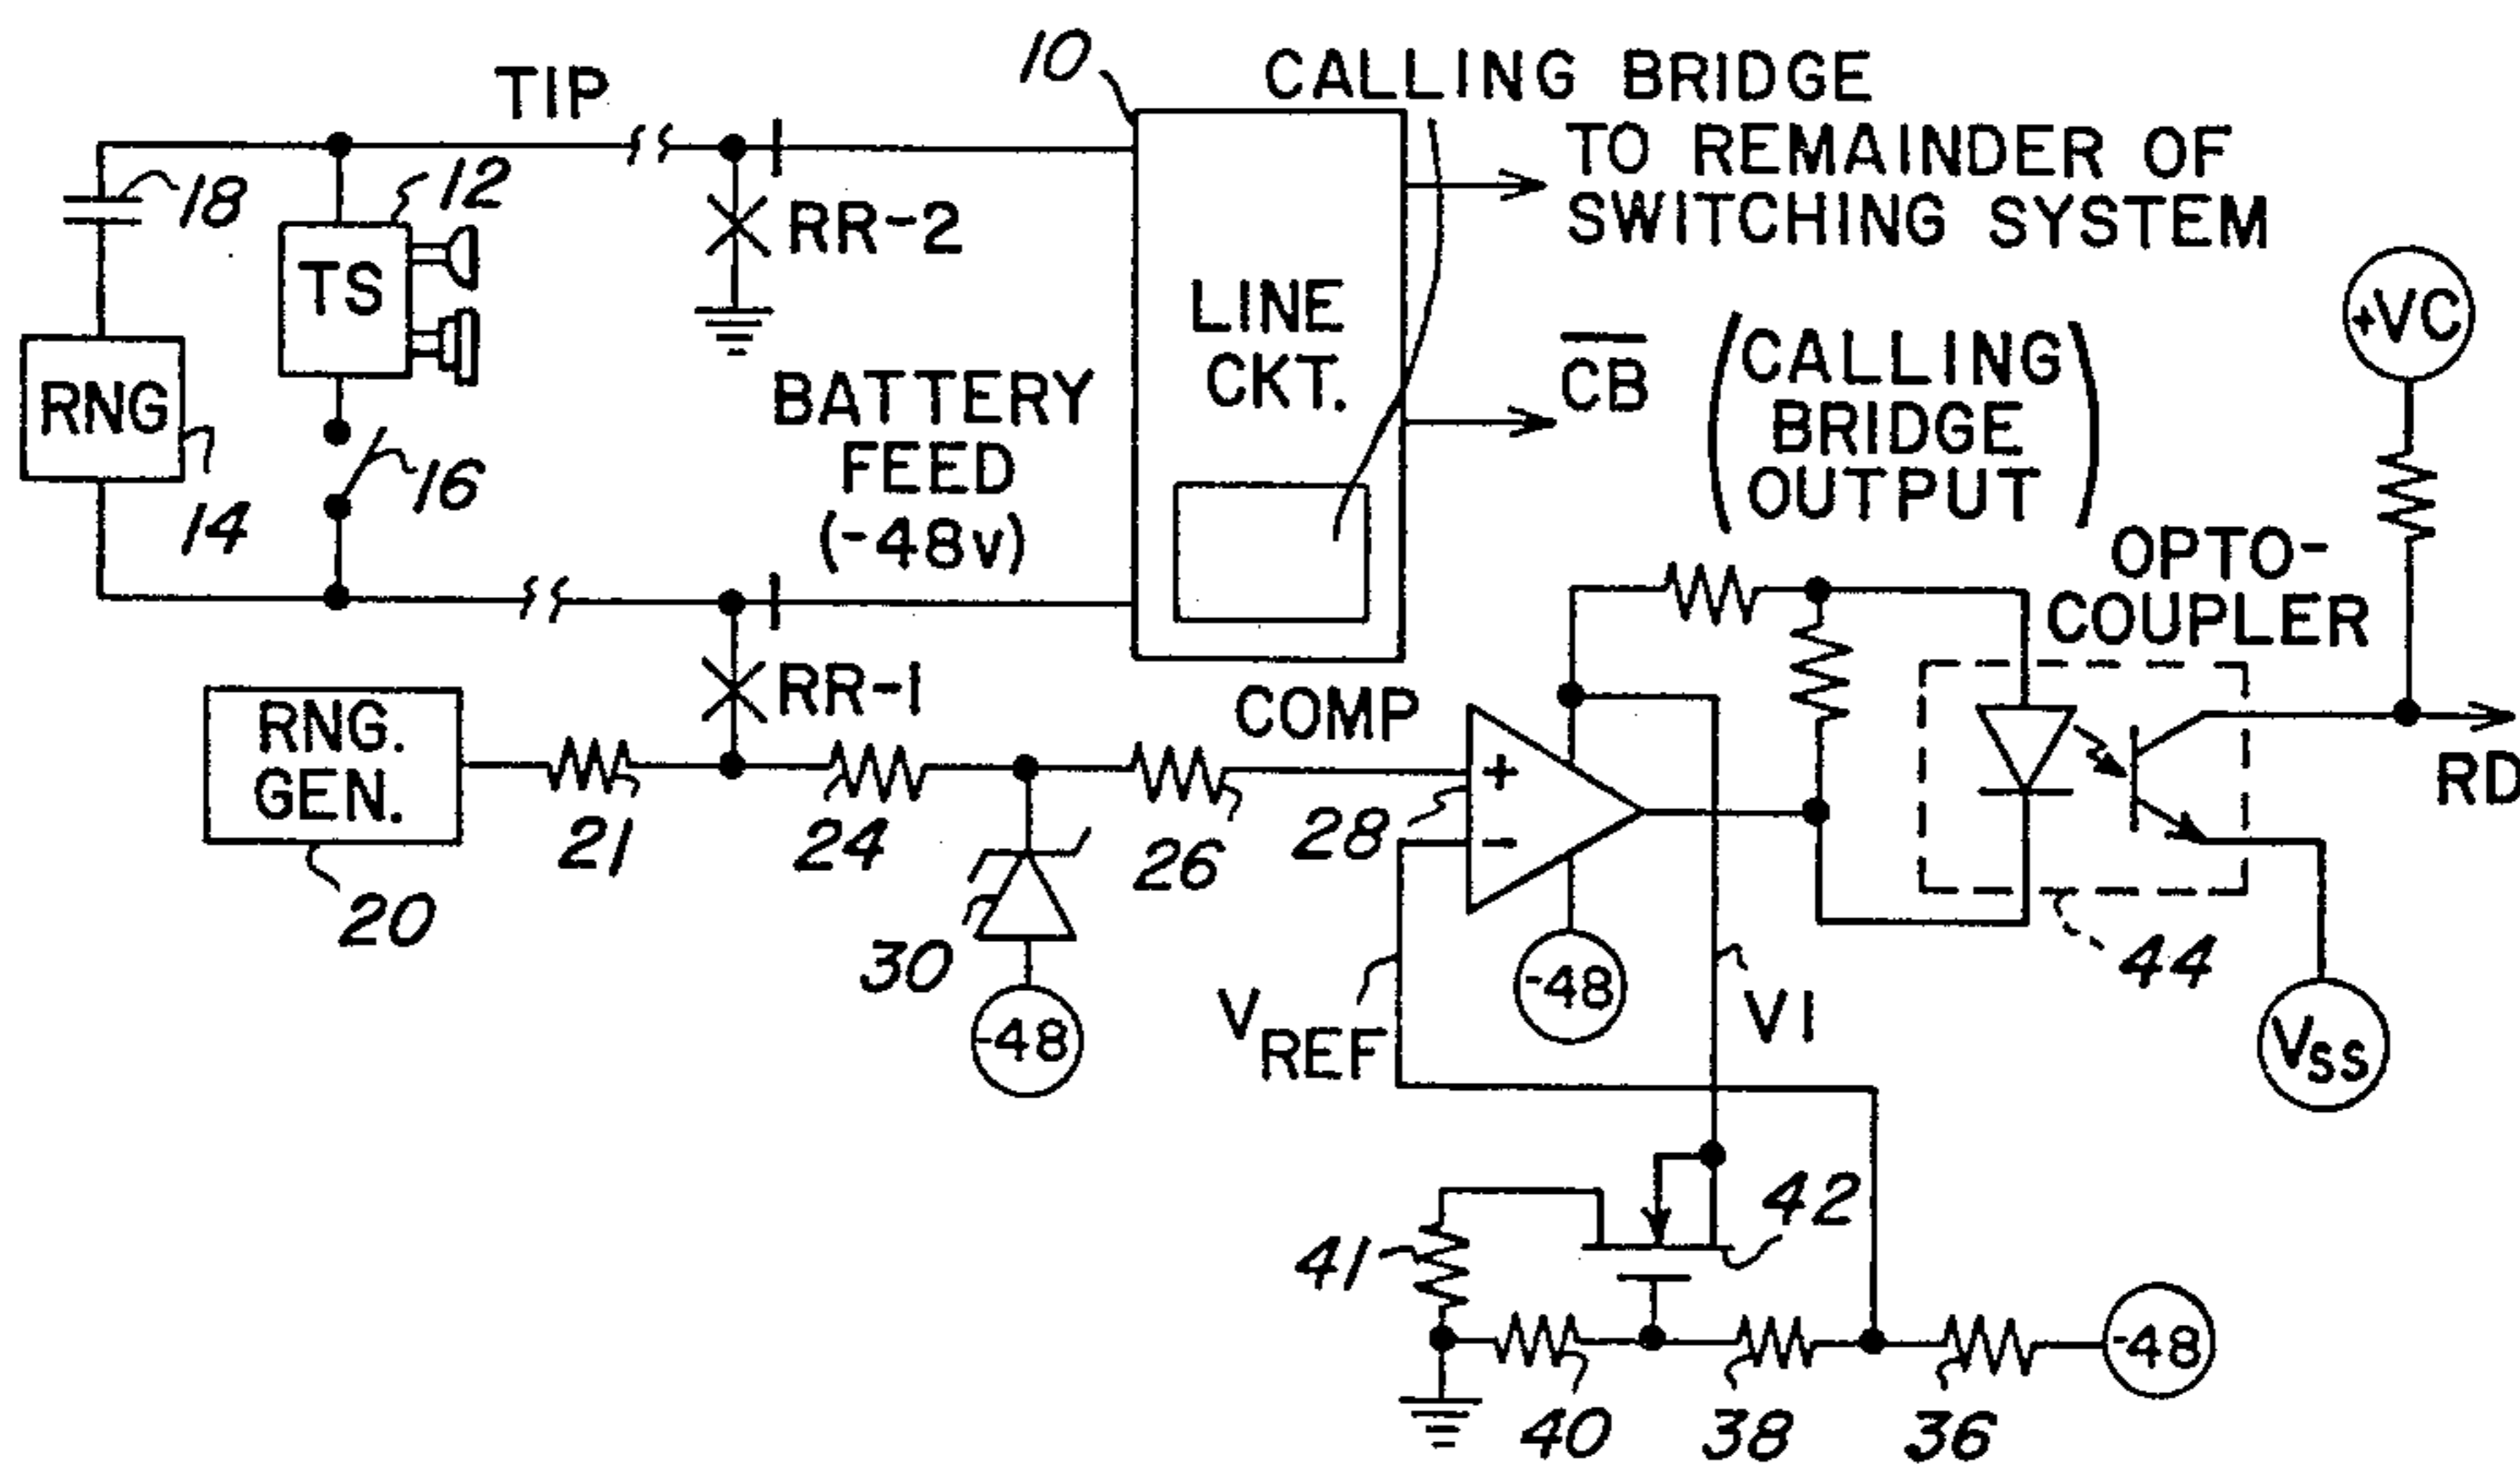 10
CALLING BRIDGE
TIP
TO REMAINDER OF
SWITCHING SYSTEM
18
12
RR-2
TS
LINE
CKT.
+VC
CB
(CALLING
BRIDGE
OUTPUT)
RNG
14
16
BATTERY
FEED
(-48v)
OPTO-
COUPLER
RR-1
COMP
RNG.
GEN.
20
21
24
26
28
+
-
RD
30
-48
-48
44
VREF
V1
VSS
42
41
-48
40
38
36